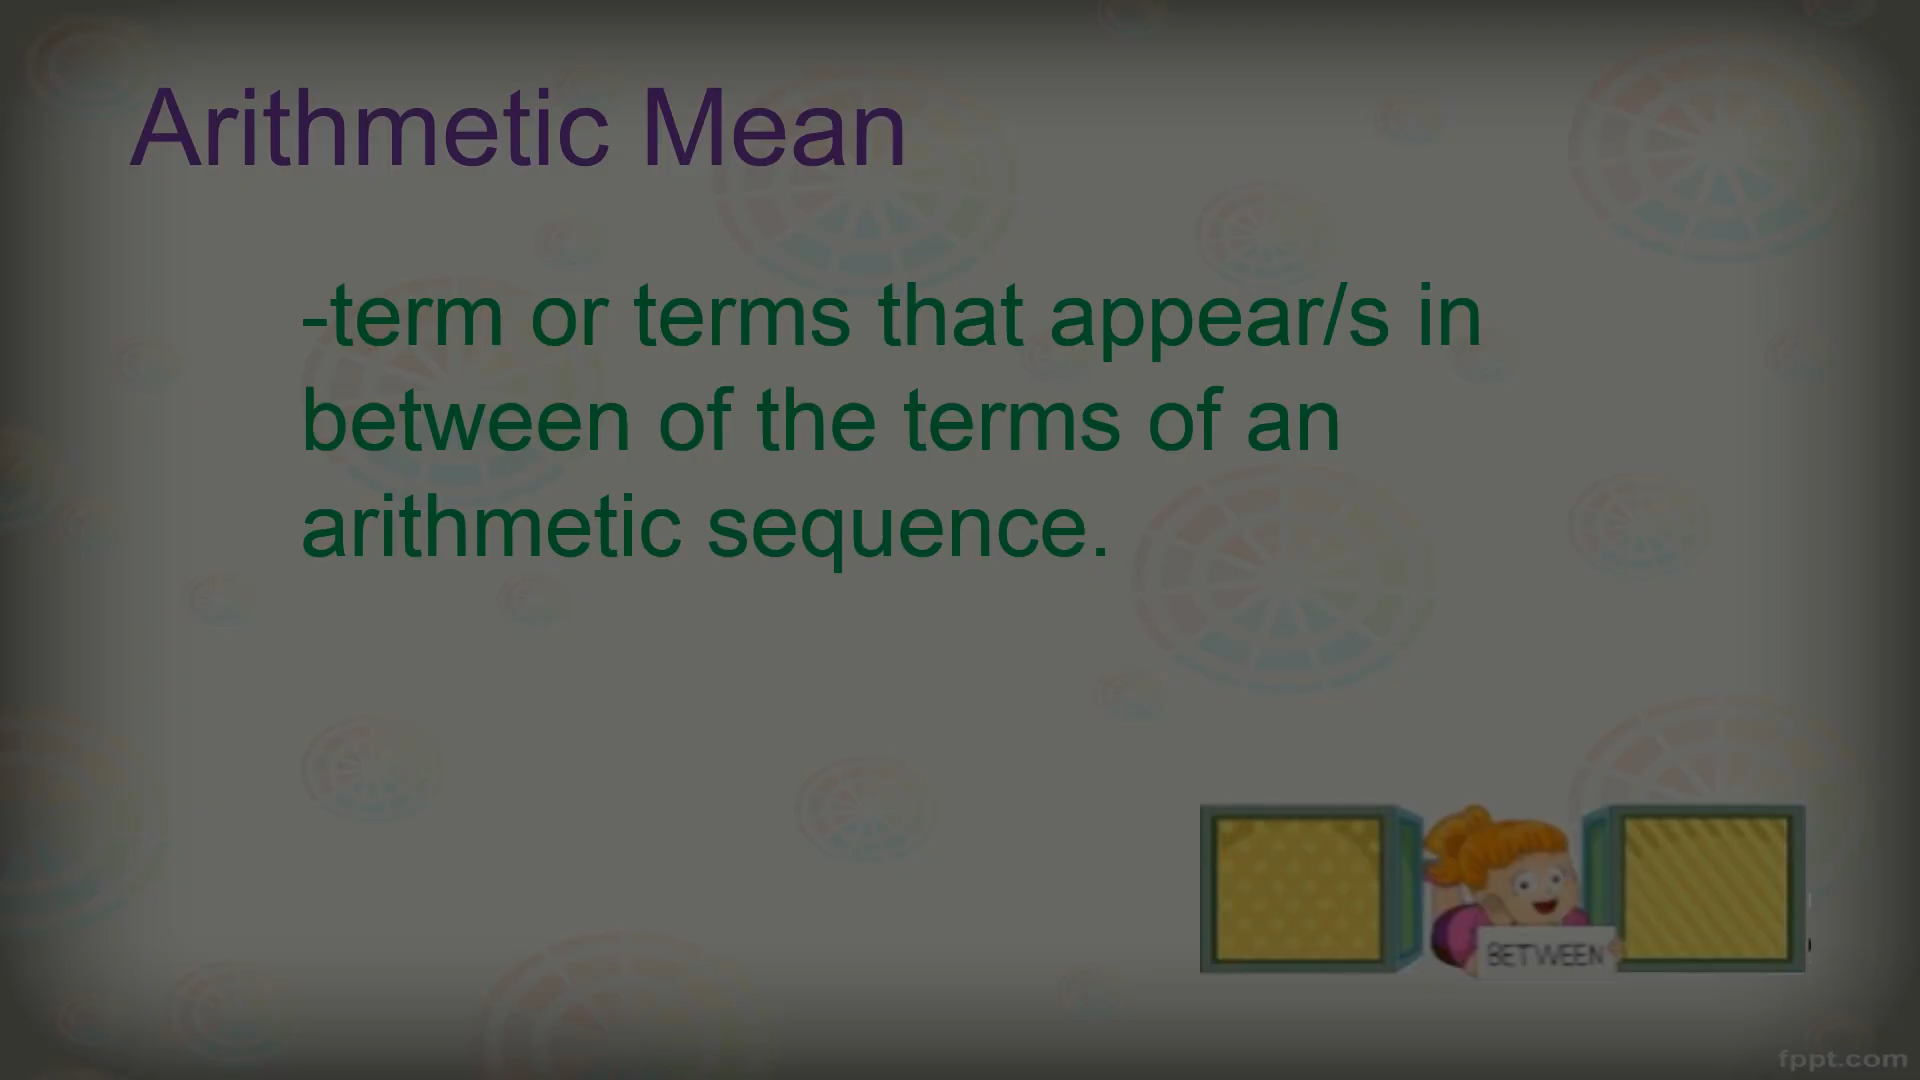 Arithmetic Mean
-term or terms that appear/s in
between of the terms of an
arithmetic sequence.
BETWEEN
fppt.com